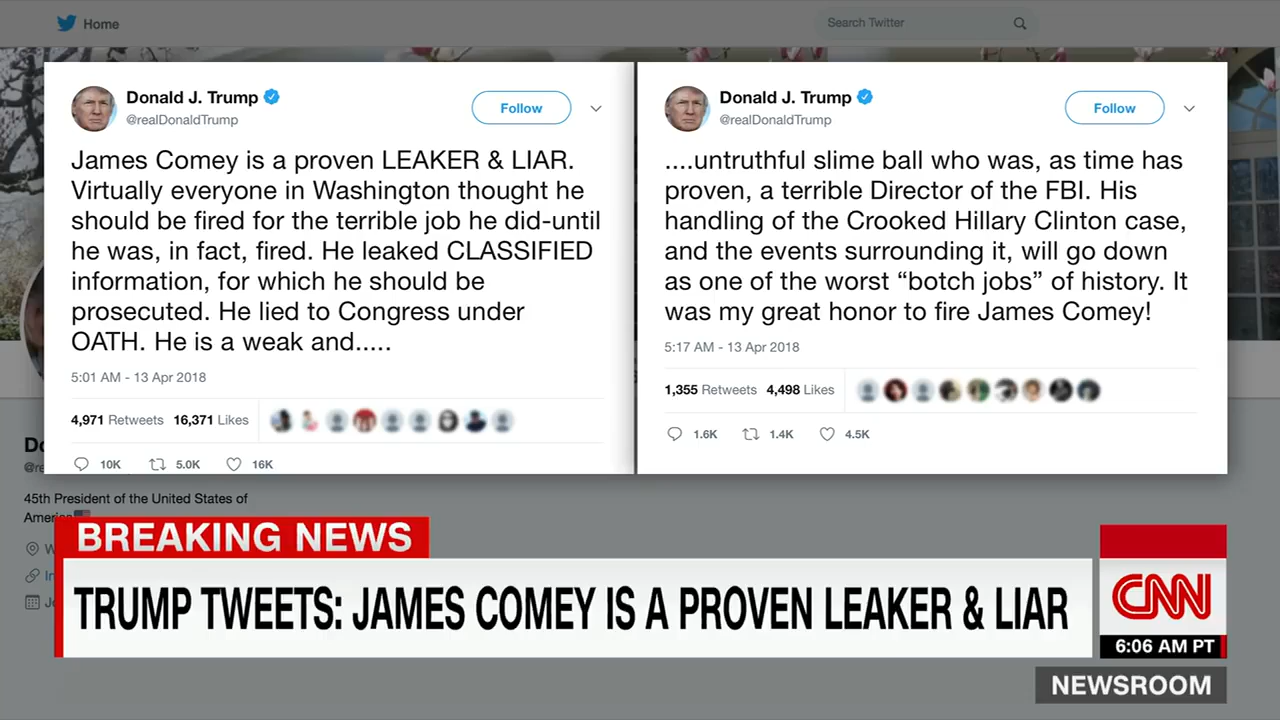 Home
Search Twitter
Donald J. Trump
@realDonaldTrump
Follow
James Comey is a proven LEAKER & LIAR.
Virtually everyone in Washington thought he
should be fired for the terrible job he did-until
he was, in fact, fired. He leaked CLASSIFIED
information, for which he should be
prosecuted. He lied to Congress under
OATH. He is a weak and.....
5:01 AM - 13 Apr 2018
4,971 Retweets 16,371 Likes
10K 5.0K 16K
Donald J. Trump
@realDonaldTrump
Follow
....untruthful slime ball who was, as time has
proven, a terrible Director of the FBI. His
handling of the Crooked Hillary Clinton case,
and the events surrounding it, will go down
as one of the worst “botch jobs” of history. It
was my great honor to fire James Comey!
5:17 AM - 13 Apr 2018
1,355 Retweets 4,498 Likes
1.6K 1.4K 4.5K
45th President of the United States of
BREAKING NEWS
TRUMP TWEETS: JAMES COMEY IS A PROVEN LEAKER & LIAR
CNN
6:06 AM PT
NEWSROOM